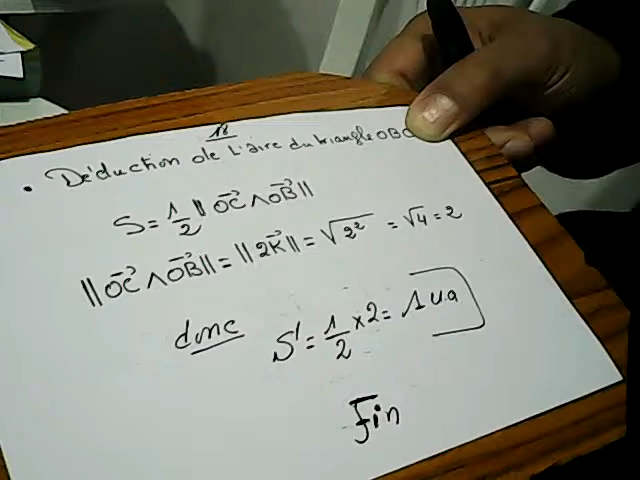 18
• Déduction de L'aire du triangle OBC
S = 1/2 ‖ OC⃗ ∧ OB⃗ ‖
‖ OC⃗ ∧ OB⃗ ‖ = ‖ 2K⃗ ‖ = √2² = √4 = 2
donc S' = 1/2 × 2 = 1 u.a
Fin